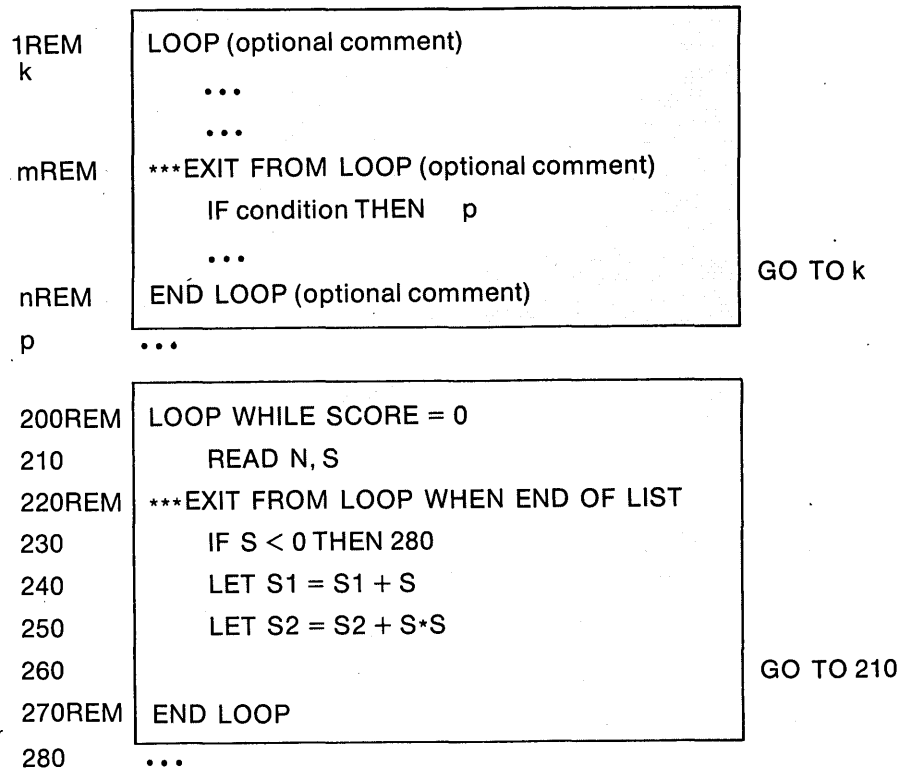 1REM LOOP (optional comment)
k
...
...
mREM ***EXIT FROM LOOP (optional comment)
IF condition THEN p
...
GO TO k
nREM END LOOP (optional comment)
p ...
200REM LOOP WHILE SCORE = 0
210 READ N, S
220REM ***EXIT FROM LOOP WHEN END OF LIST
230 IF S < 0 THEN 280
240 LET S1 = S1 + S
250 LET S2 = S2 + S*S
260 GO TO 210
270REM END LOOP
280 ...